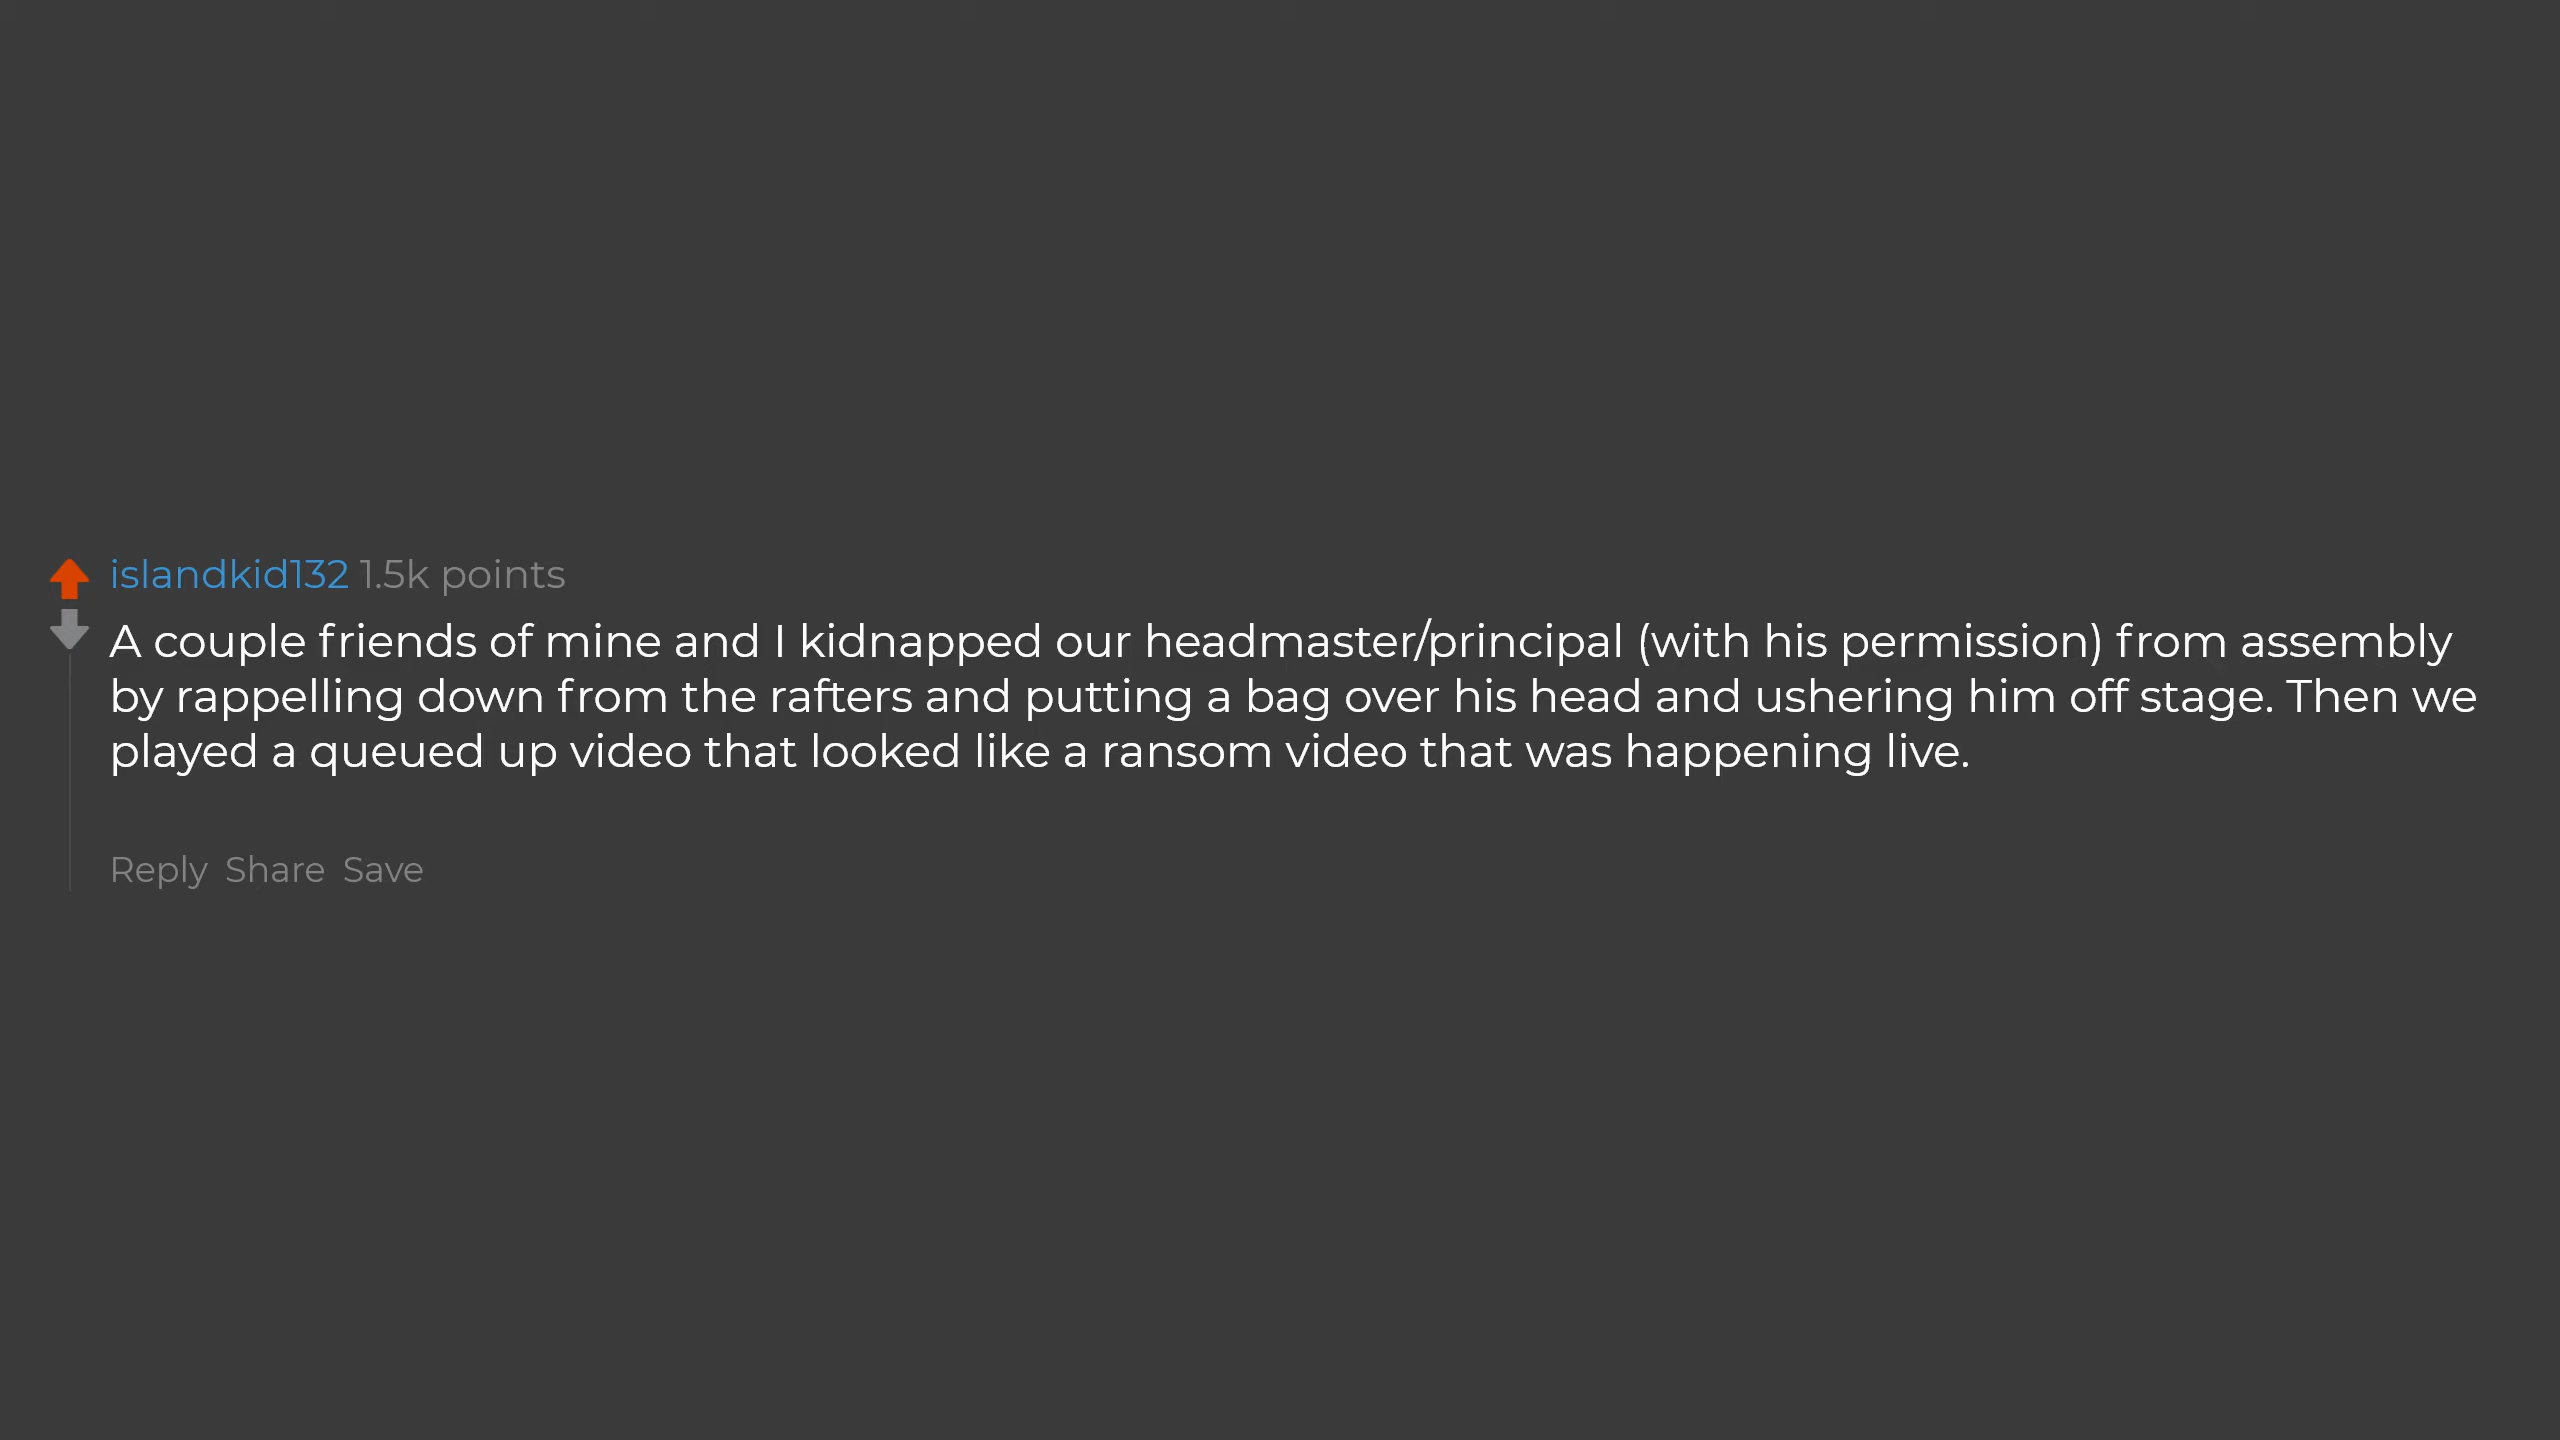 islandkid132 1.5k points
A couple friends of mine and I kidnapped our headmaster/principal (with his permission) from assembly
by rappelling down from the rafters and putting a bag over his head and ushering him off stage. Then we
played a queued up video that looked like a ransom video that was happening live.
Reply Share Save